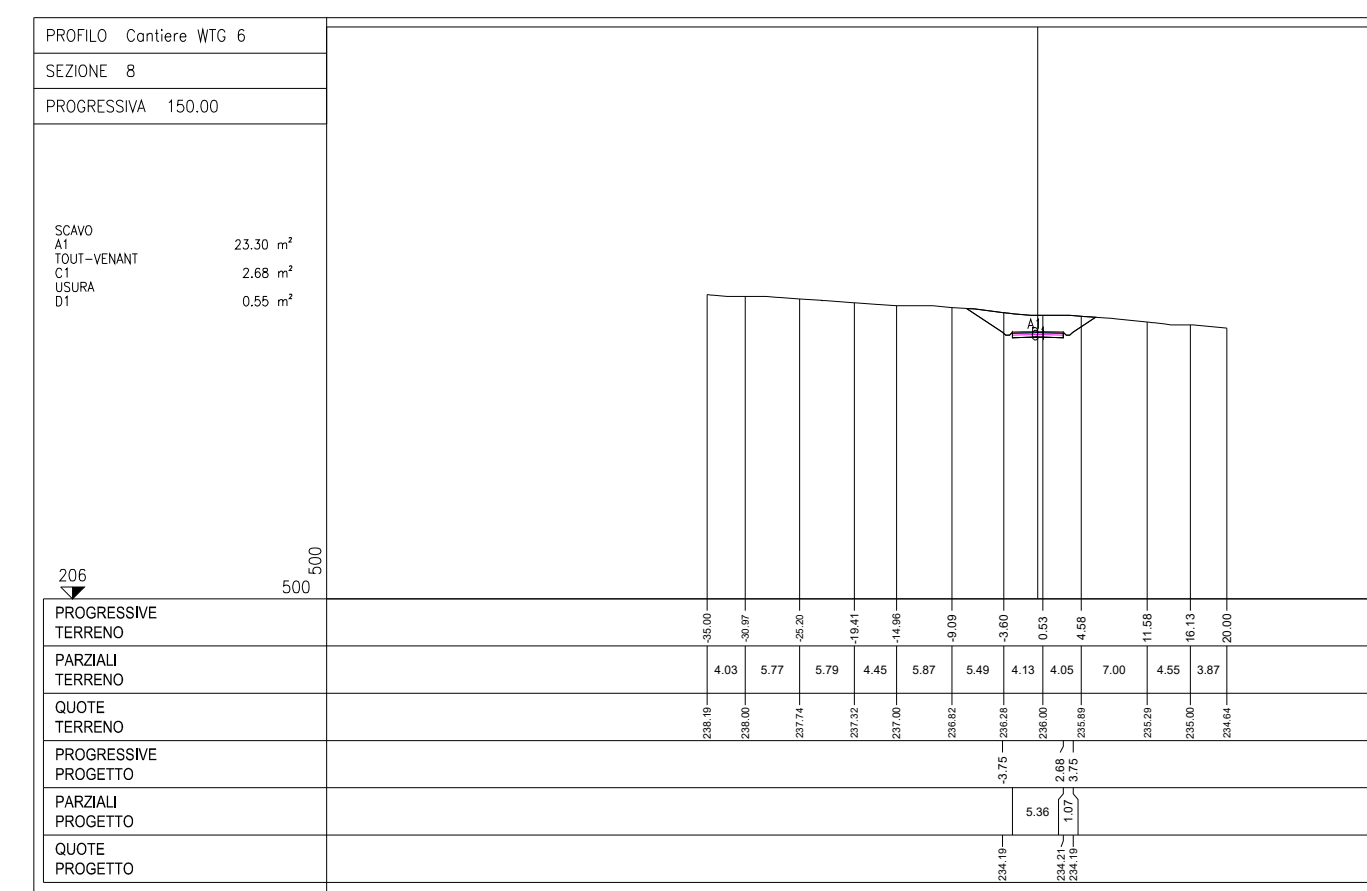 PROFILO Cantiere WTG 6
SEZIONE 8
PROGRESSIVA 150.00
SCAVO
A1 23.30 m²
TOUT-VENANT
C1 2.68 m²
USURA
D1 0.55 m²
A1
206
500
500
PROGRESSIVE
TERRENO
-35.00 -30.97 -25.20 -19.41 -14.96 -9.09 -3.60 0.53 4.58 11.58 16.13 20.00
PARZIALI
TERRENO
4.03 5.77 5.79 4.45 5.87 5.49 4.13 4.05 7.00 4.55 3.87
QUOTE
TERRENO
238.19 238.00 237.74 237.32 237.00 236.82 236.28 236.00 235.89 235.29 235.00 234.64
PROGRESSIVE
PROGETTO
-3.75 2.68 3.75
PARZIALI
PROGETTO
5.36 1.07
QUOTE
PROGETTO
234.19 234.21 234.19